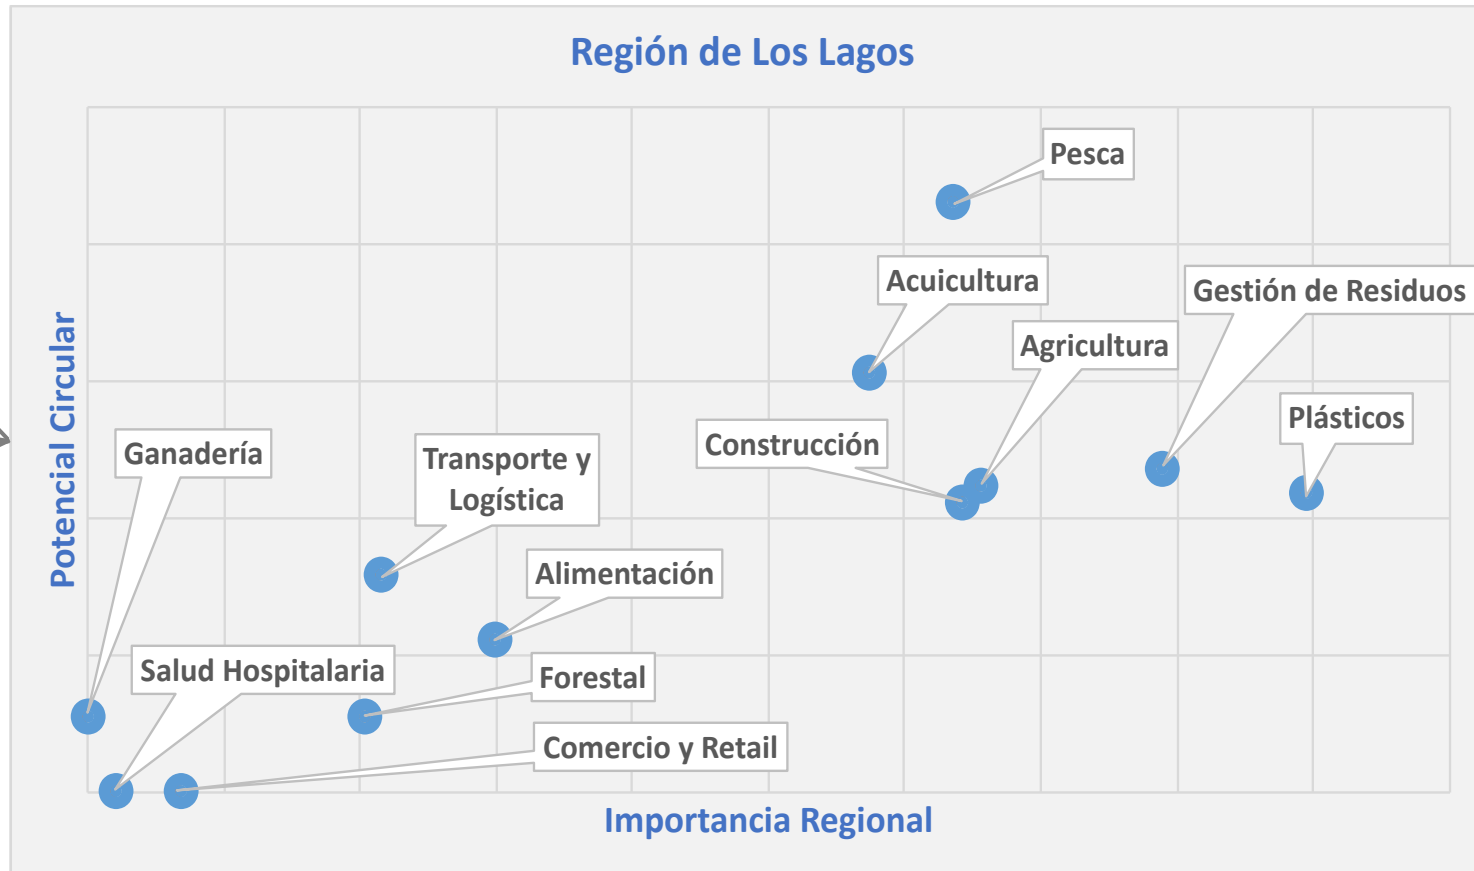 Región de Los Lagos
Potencial Circular
Pesca
Acuicultura
Gestión de Residuos
Agricultura
Plásticos
Construcción
Ganadería
Transporte y
Logística
Alimentación
Salud Hospitalaria
Forestal
Comercio y Retail
Importancia Regional